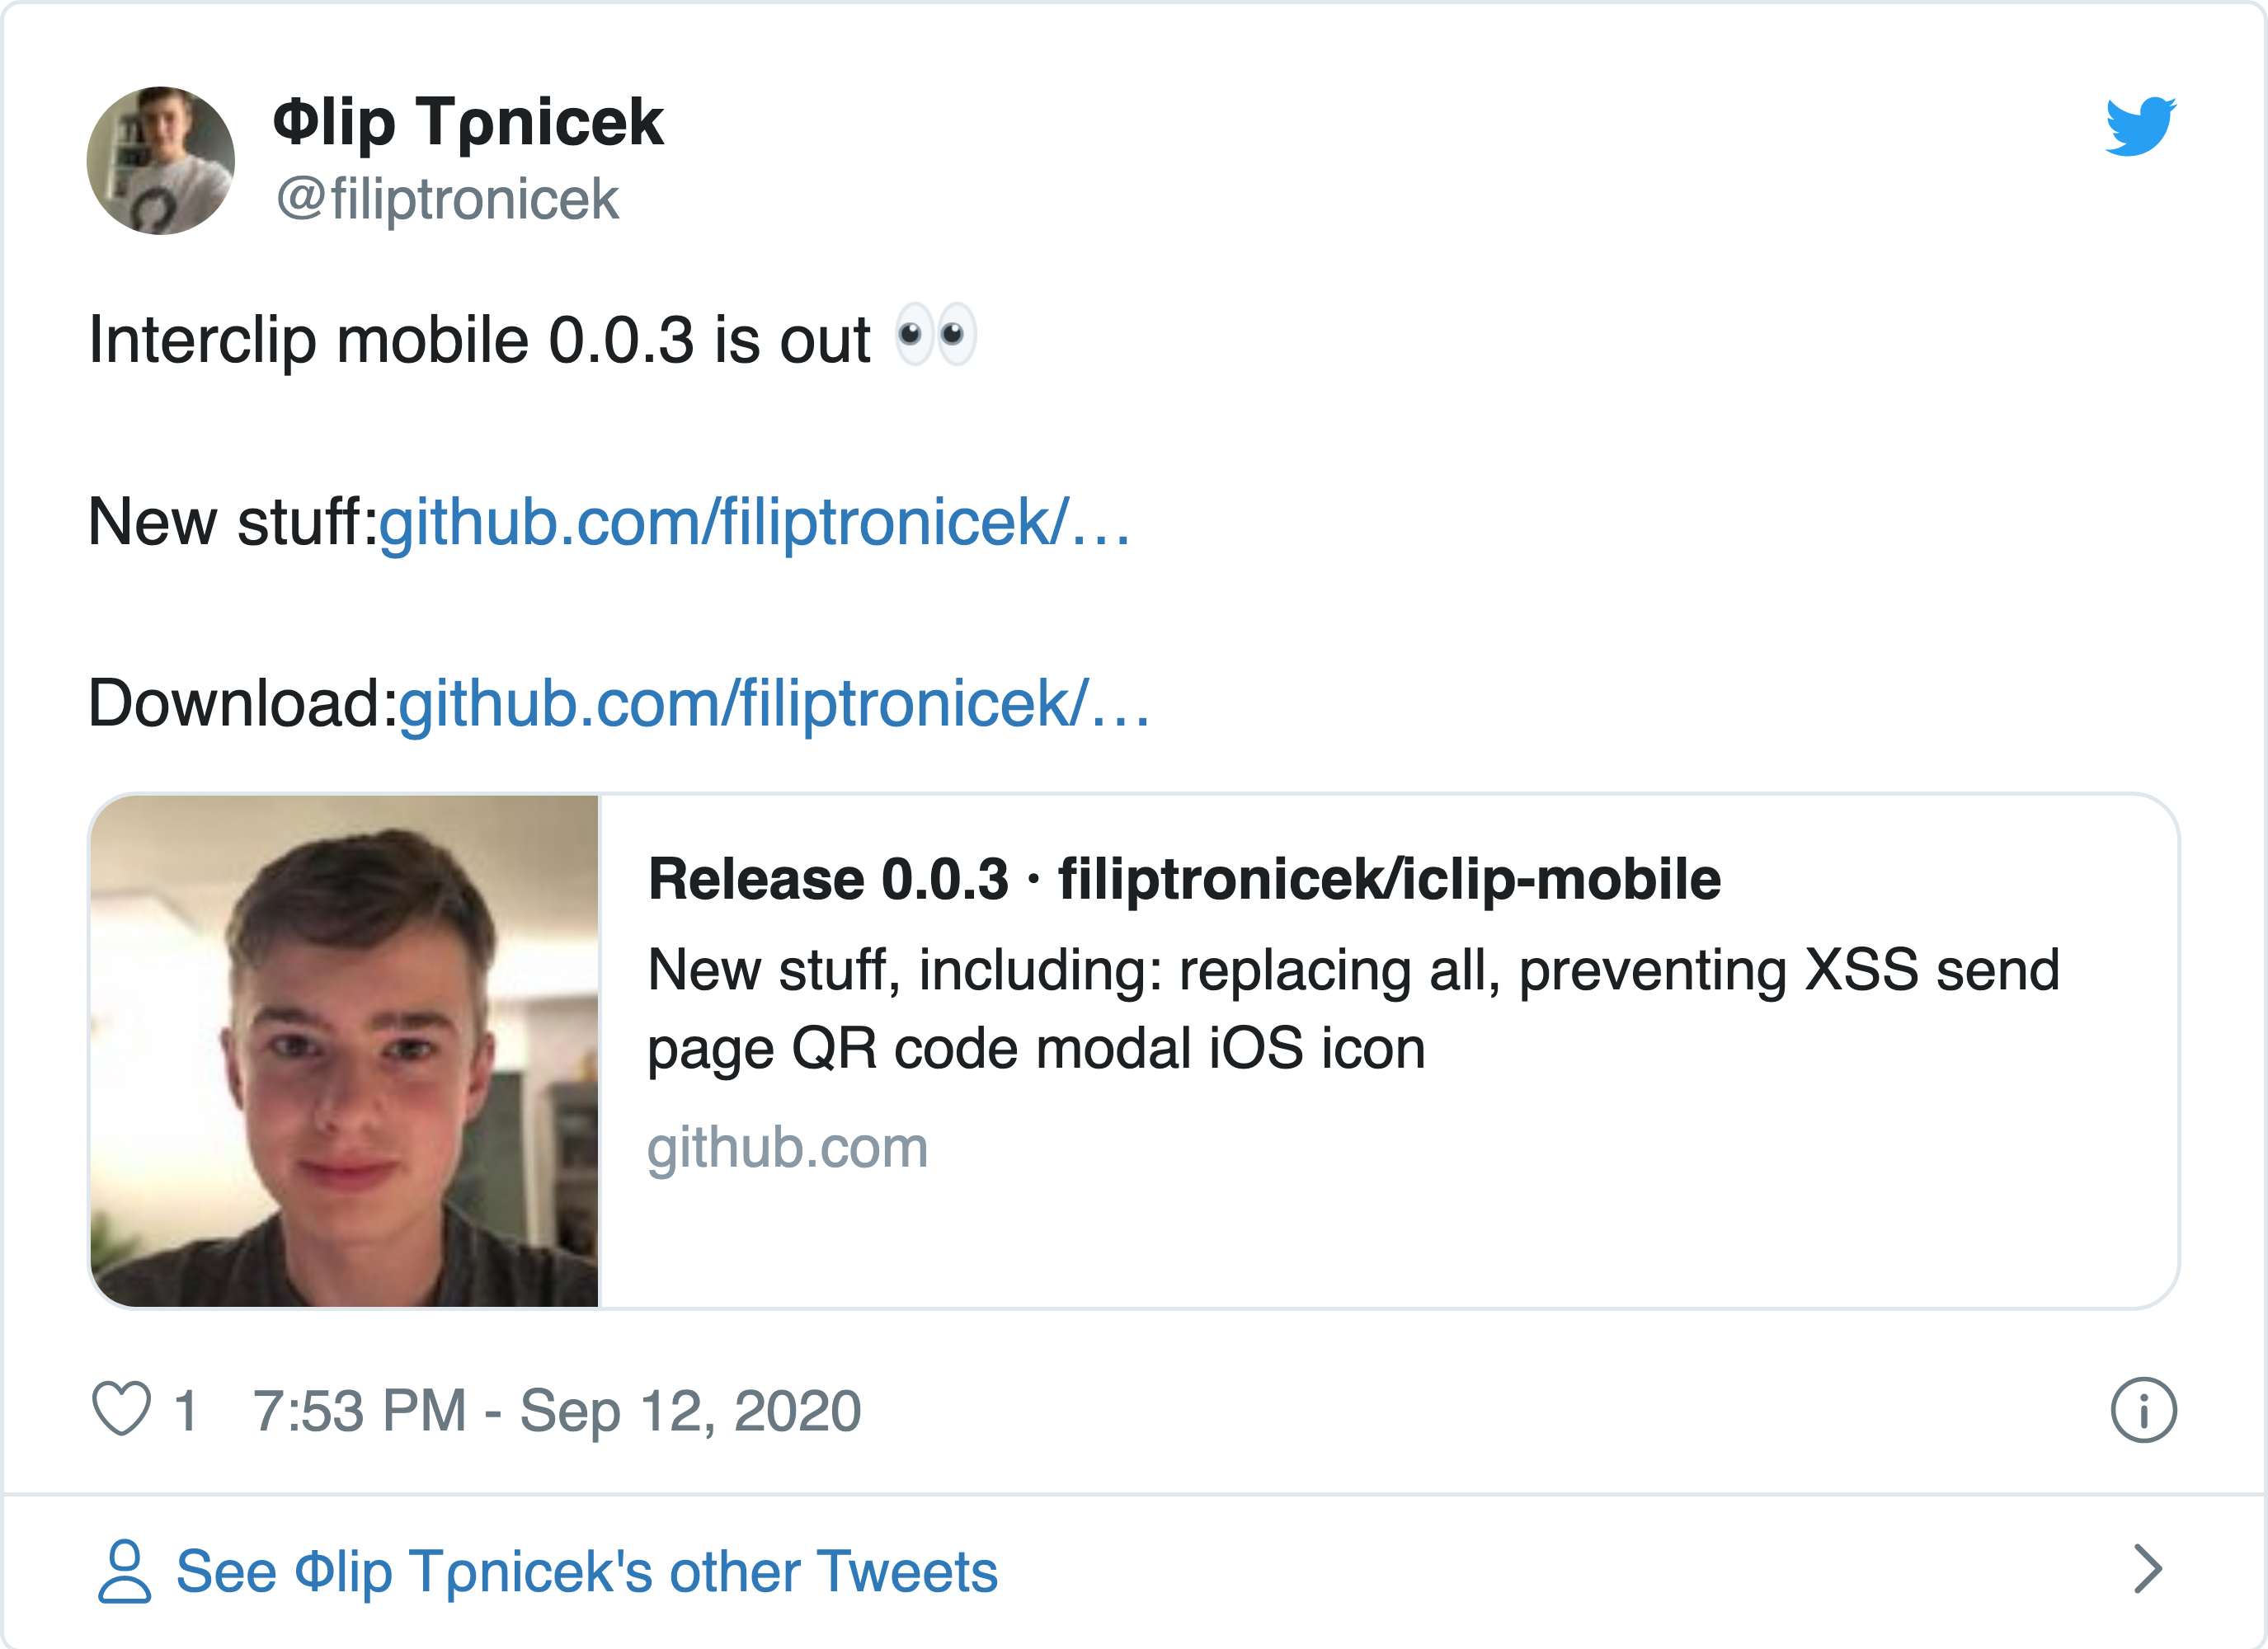 Φlip Tρnicek
@filiptronicek
Interclip mobile 0.0.3 is out 👀
New stuff:github.com/filiptronicek/…
Download:github.com/filiptronicek/…
Release 0.0.3 · filiptronicek/iclip-mobile
New stuff, including: replacing all, preventing XSS send
page QR code modal iOS icon
github.com
1 7:53 PM - Sep 12, 2020
See Φlip Tρnicek's other Tweets